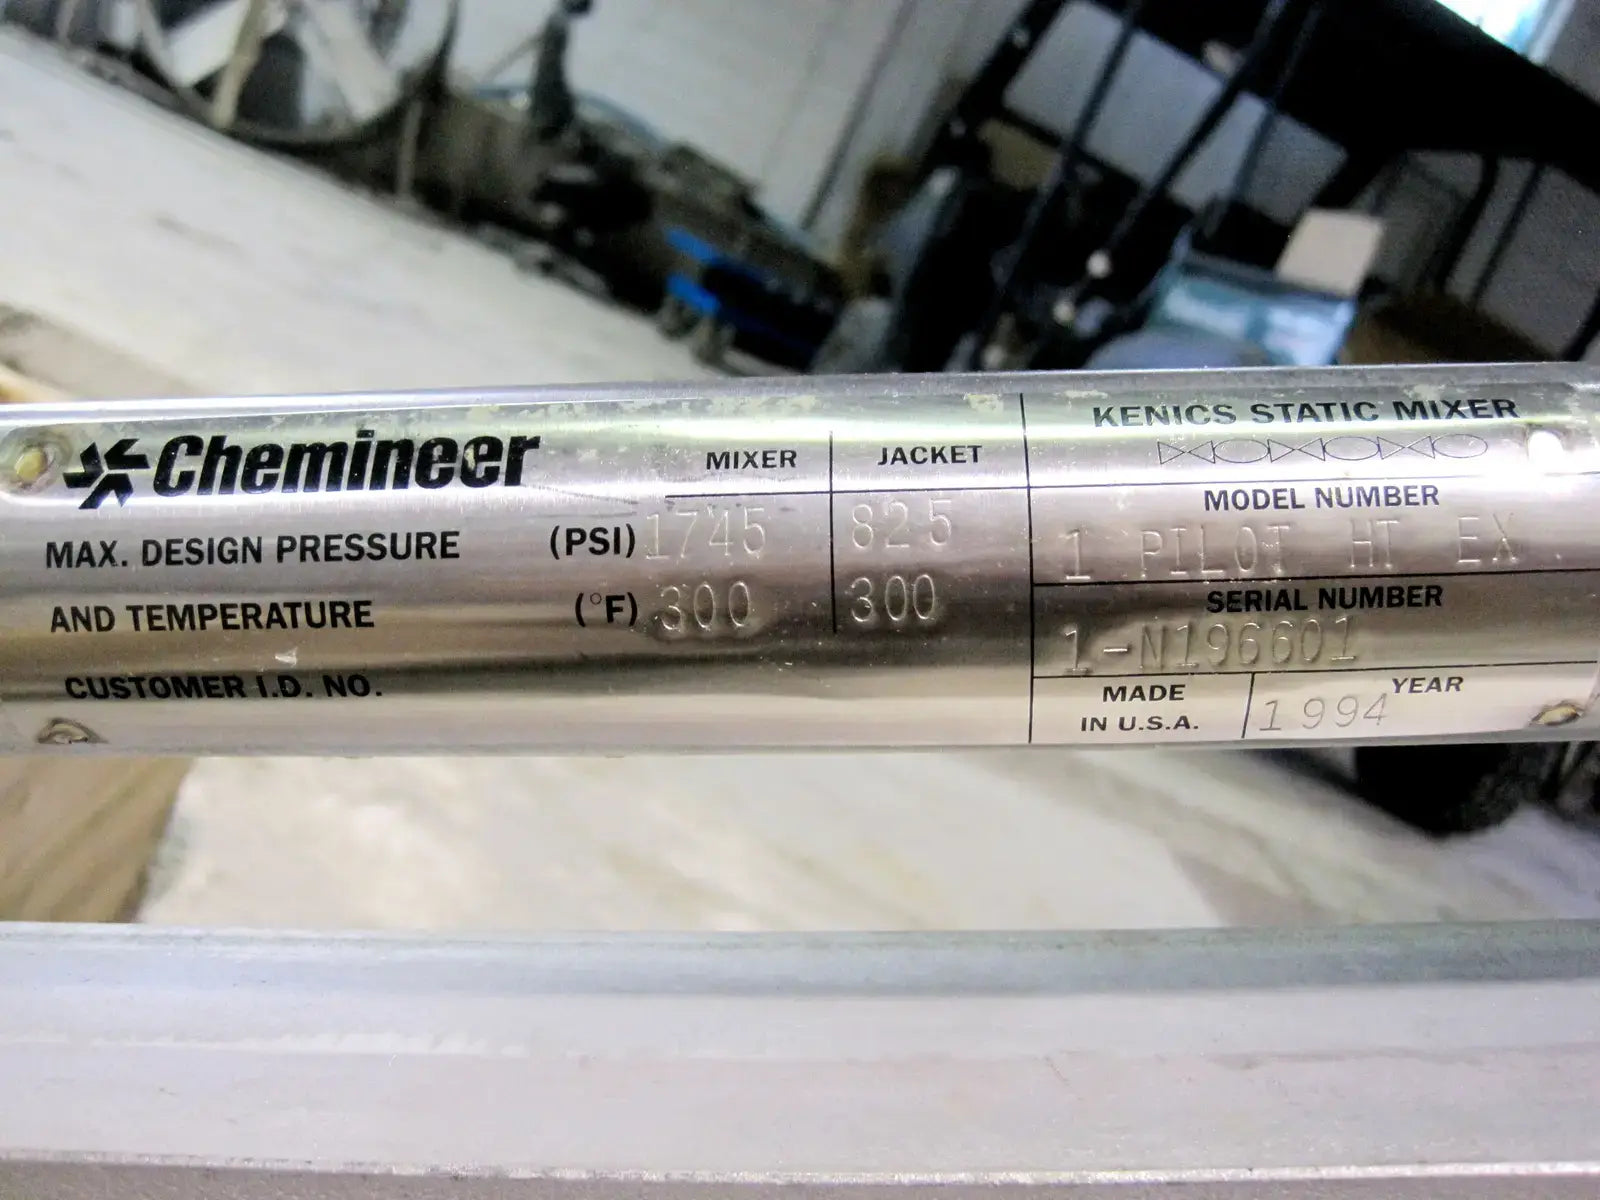 Chemineer
MIXER
JACKET
MAX. DESIGN PRESSURE (PSI) 1745 825
AND TEMPERATURE (°F) 300 300
CUSTOMER I.D. NO.
KENICS STATIC MIXER
MODEL NUMBER
1 PILOT HT EX
SERIAL NUMBER
1-N196601
MADE
IN U.S.A.
YEAR
1994